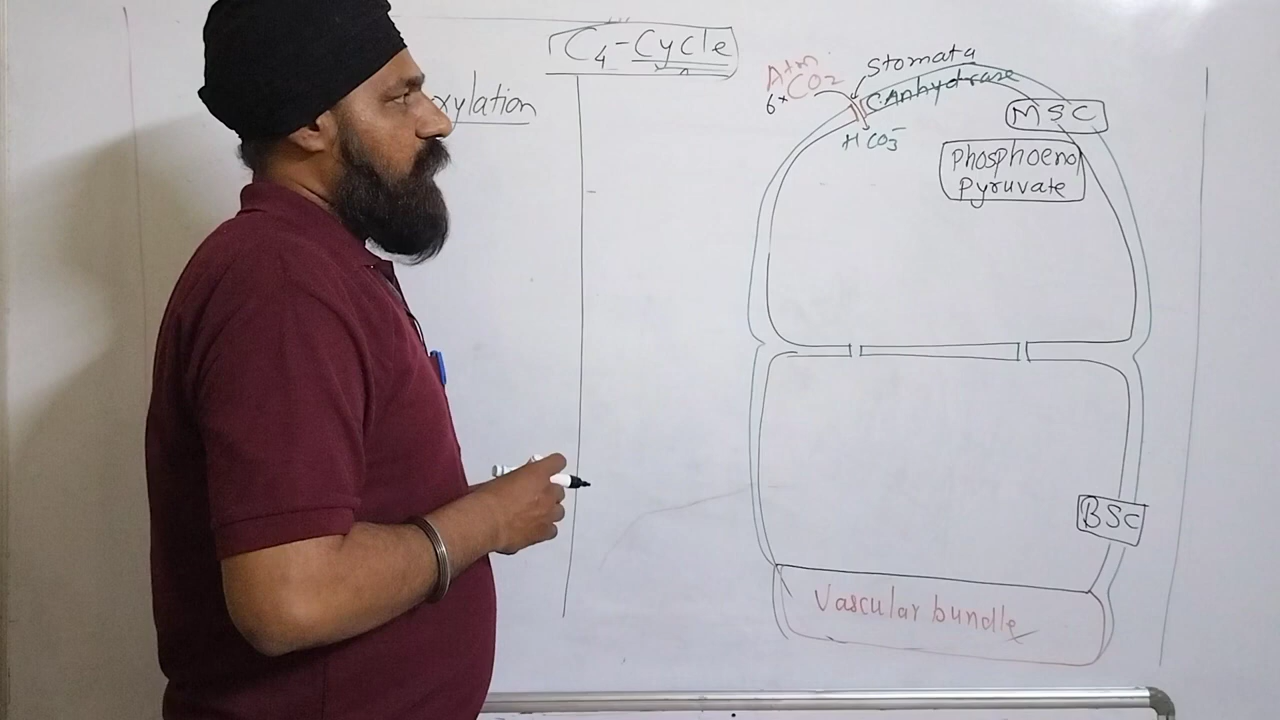 C4-Cycle
xylation
Atm
6×CO2
Stomata
C.Anhydrase
HCO3-
MSC
Phosphoenol
Pyruvate
BSC
Vascular bundle